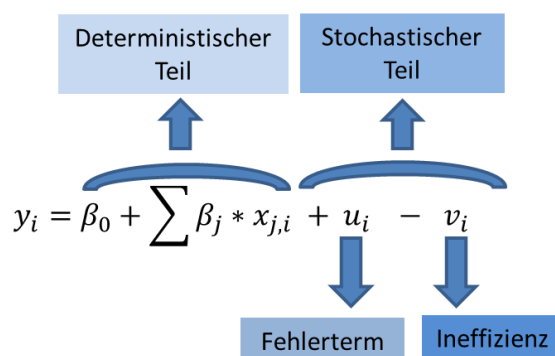 Deterministischer
Teil
Stochastischer
Teil
y_i = β_0 + ∑ β_j * x_{j,i} + u_i − v_i
Fehlerterm
Ineffizienz